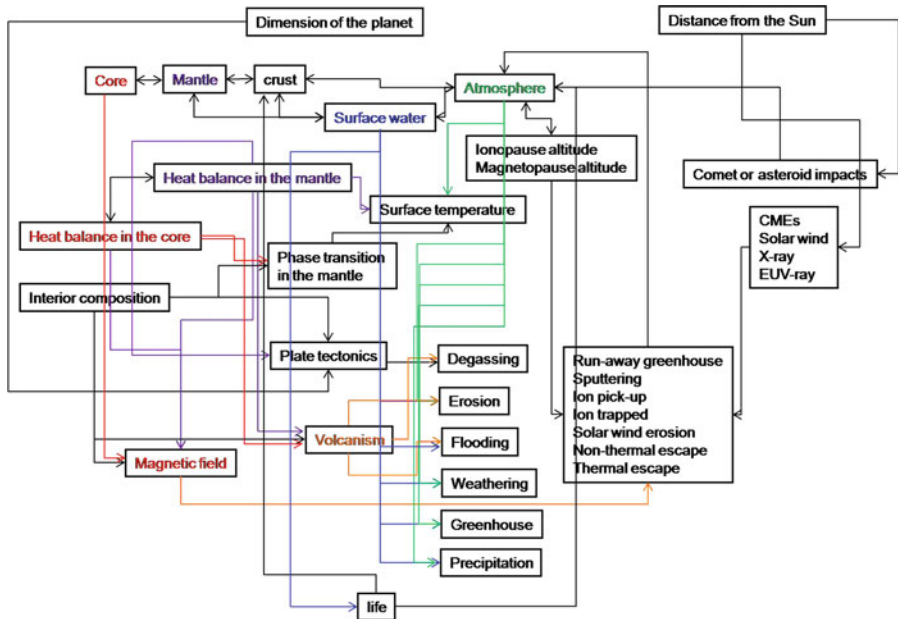 Dimension of the planet
Distance from the Sun
Core
Mantle
crust
Atmosphere
Surface water
Ionopause altitude
Magnetopause altitude
Comet or asteroid impacts
Heat balance in the mantle
Surface temperature
Heat balance in the core
CMEs
Solar wind
X-ray
EUV-ray
Phase transition
in the mantle
Interior composition
Plate tectonics
Degassing
Run-away greenhouse
Sputtering
Ion pick-up
Ion trapped
Solar wind erosion
Non-thermal escape
Thermal escape
Erosion
Volcanism
Flooding
Magnetic field
Weathering
Greenhouse
Precipitation
life